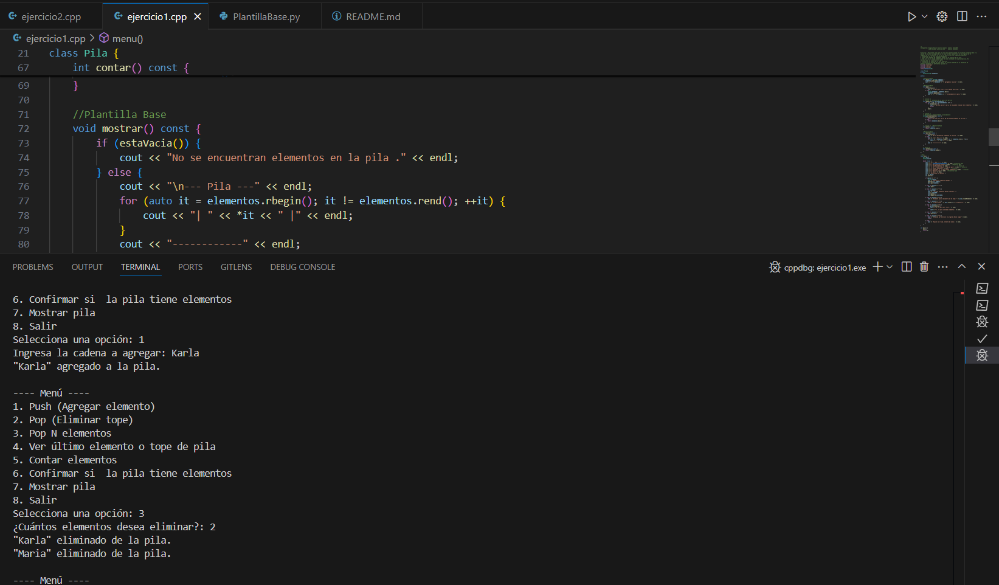 ejercicio2.cpp
ejercicio1.cpp
PlantillaBase.py
README.md
ejercicio1.cpp > menu()
21 class Pila {
67 int contar() const {
69 }
70
71 //Plantilla Base
72 void mostrar() const {
73 if (estaVacia()) {
74 cout << "No se encuentran elementos en la pila ." << endl;
75 } else {
76 cout << "\n--- Pila ---" << endl;
77 for (auto it = elementos.rbegin(); it != elementos.rend(); ++it) {
78 cout << "| " << *it << " |" << endl;
79 }
80 cout << "------------" << endl;
PROBLEMS OUTPUT TERMINAL PORTS GITLENS DEBUG CONSOLE
cppdbg: ejercicio1.exe
6. Confirmar si  la pila tiene elementos
7. Mostrar pila
8. Salir
Selecciona una opción: 1
Ingresa la cadena a agregar: Karla
"Karla" agregado a la pila.
---- Menú ----
1. Push (Agregar elemento)
2. Pop (Eliminar tope)
3. Pop N elementos
4. Ver último elemento o tope de pila
5. Contar elementos
6. Confirmar si  la pila tiene elementos
7. Mostrar pila
8. Salir
Selecciona una opción: 3
¿Cuántos elementos desea eliminar?: 2
"Karla" eliminado de la pila.
"Maria" eliminado de la pila.
---- Menú ----